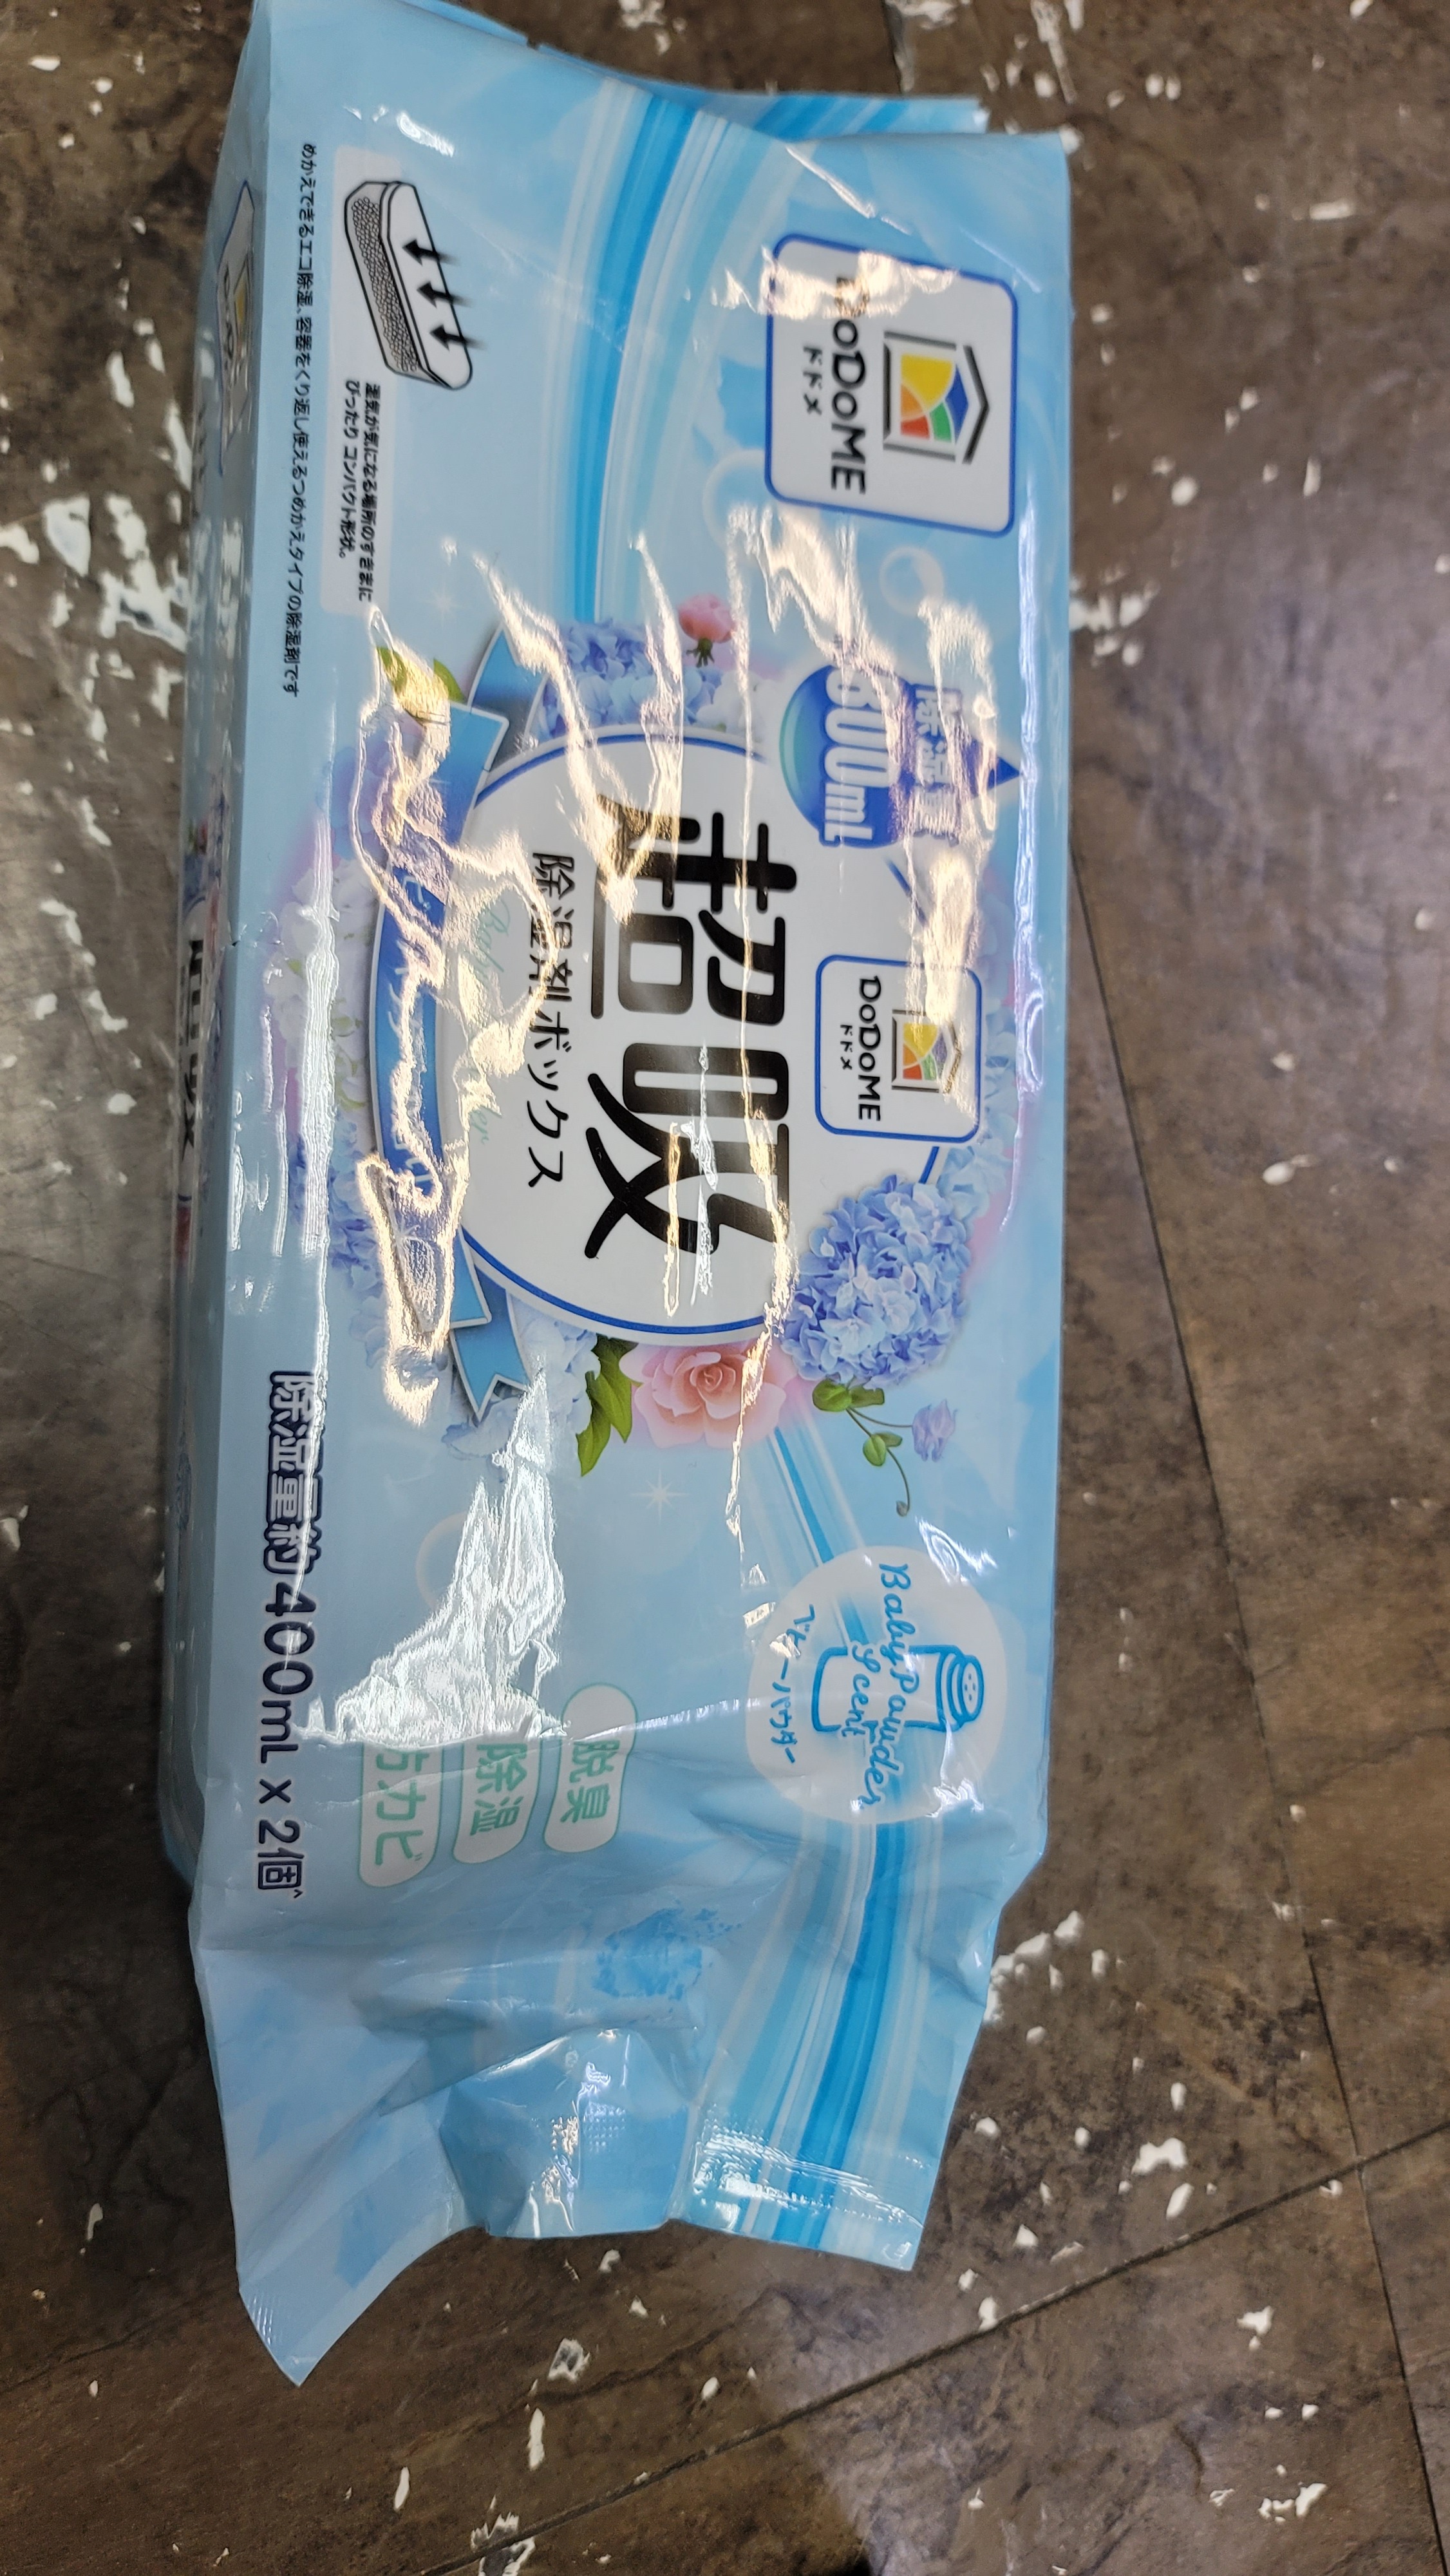 DoDoME
ドドメ
除湿量
800mL
DoDoME
ドドメ
超吸
除湿剤ボックス
Baby Powder
Scent
ベビーパウダー
脱臭
除湿
防カビ
湿気が気になる場所のすきまに
ぴったり コンパクト形状。
めかえできるエコ除湿、容器をくり返し使えるつめかえタイプの除湿剤です
除湿量約400mL x 2個